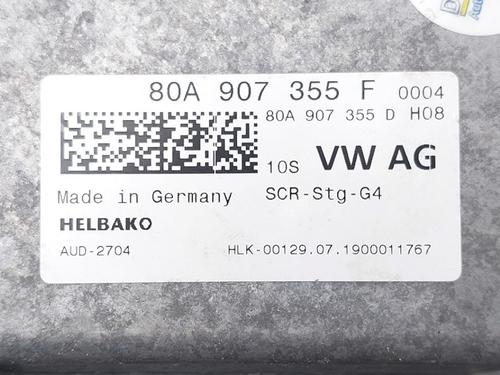 80A 907 355 F 0004
80A 907 355 D H08
10S VW AG
Made in Germany SCR-Stg-G4
HELBAKO
AUD-2704 HLK-00129.07.1900011767